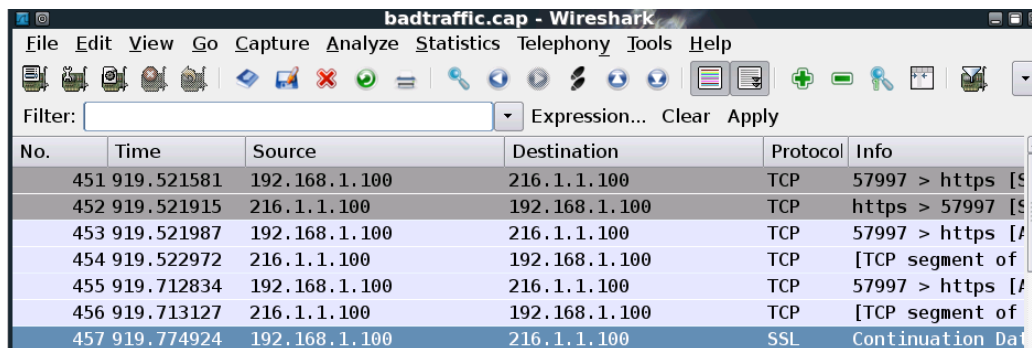 badtraffic.cap - Wireshark
File Edit View Go Capture Analyze Statistics Telephony Tools Help
Filter: Expression... Clear Apply
No. Time Source Destination Protocol Info
451 919.521581 192.168.1.100 216.1.1.100 TCP 57997 > https [S
452 919.521915 216.1.1.100 192.168.1.100 TCP https > 57997 [S
453 919.521987 192.168.1.100 216.1.1.100 TCP 57997 > https [A
454 919.522972 216.1.1.100 192.168.1.100 TCP [TCP segment of
455 919.712834 192.168.1.100 216.1.1.100 TCP 57997 > https [A
456 919.713127 216.1.1.100 192.168.1.100 TCP [TCP segment of
457 919.774924 192.168.1.100 216.1.1.100 SSL Continuation Dat